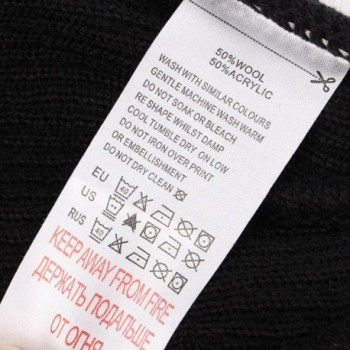 50%WOOL
50%ACRYLIC
WASH WITH SIMILAR COLOURS
GENTLE MACHINE WASH WARM
DO NOT SOAK OR BLEACH
RE SHAPE WHILST DAMP
COOL TUMBLE DRY ON LOW
DO NOT IRON OVER PRINT
OR EMBELLISHMENT
DO NOT DRY CLEAN
EU 40
US
RUS 40
KEEP AWAY FROM FIRE
ДЕРЖАТЬ ПОДАЛЬШЕ
ОТ ОГНЯ